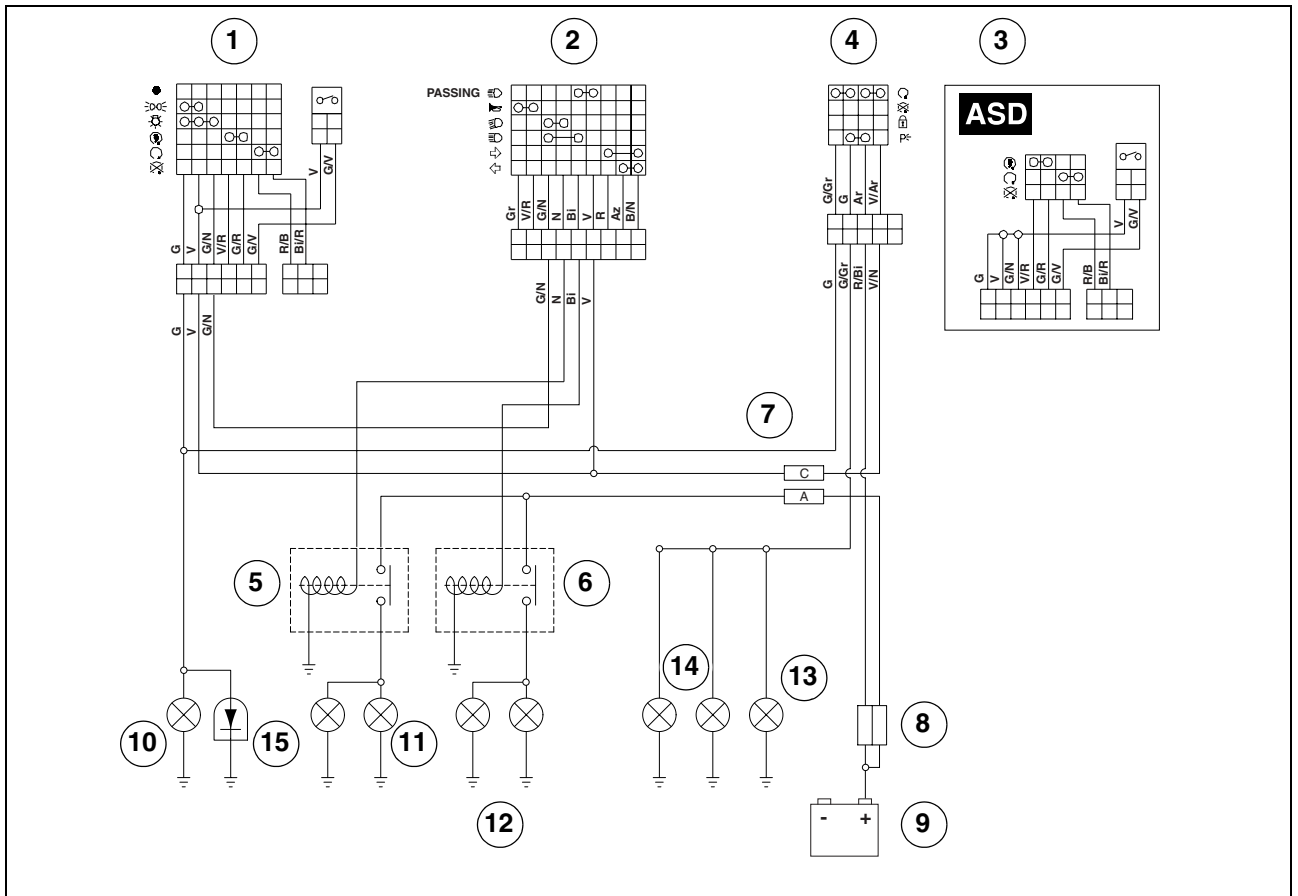 1
2
4
3
PASSING
ASD
P
V
G/V
G
V
G/N
V/R
G/R
G/V
R/B
Bi/R
Gr
V/R
G/N
N
Bi
V
R
Az
B/N
G/Gr
G
Ar
V/Ar
V
G/V
G
V
G/N
V/R
G/R
G/V
R/B
Bi/R
G
V
G/N
G/N
N
Bi
V
G
G/Gr
R/Bi
V/N
7
C
A
5
6
14
13
10
15
11
8
12
- +
9